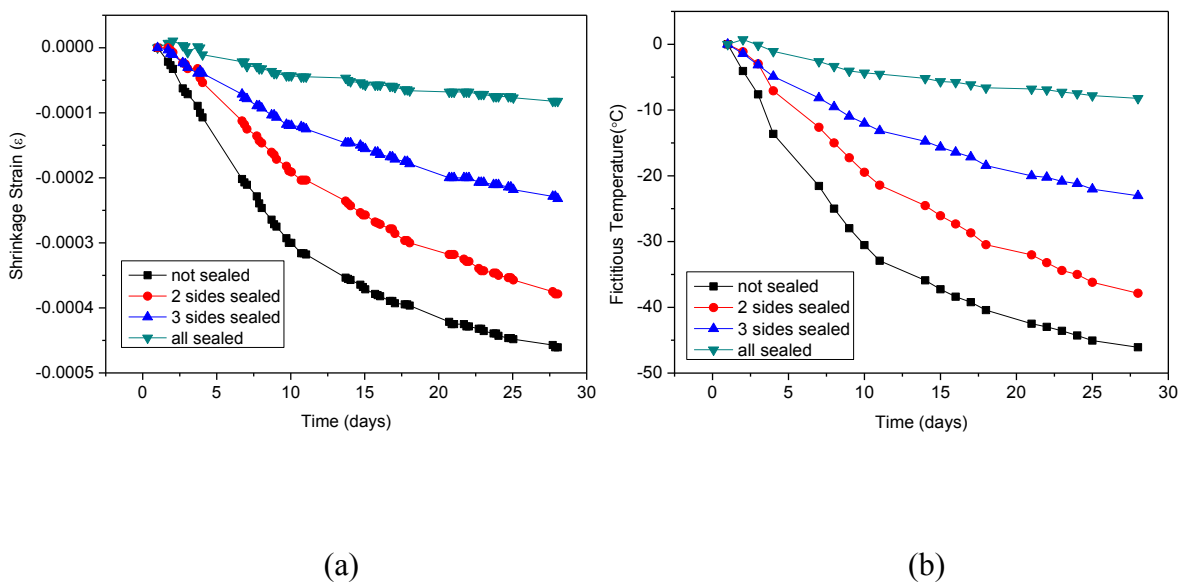 0.0000
-0.0001
-0.0002
-0.0003
-0.0004
-0.0005
Shrinkage Strain (ε)
not sealed
2 sides sealed
3 sides sealed
all sealed
0 5 10 15 20 25 30
Time (days)
(a)
0
-10
-20
-30
-40
-50
Fictitious Temperature(°C)
not sealed
2 sides sealed
3 sides sealed
all sealed
0 5 10 15 20 25 30
Time (days)
(b)